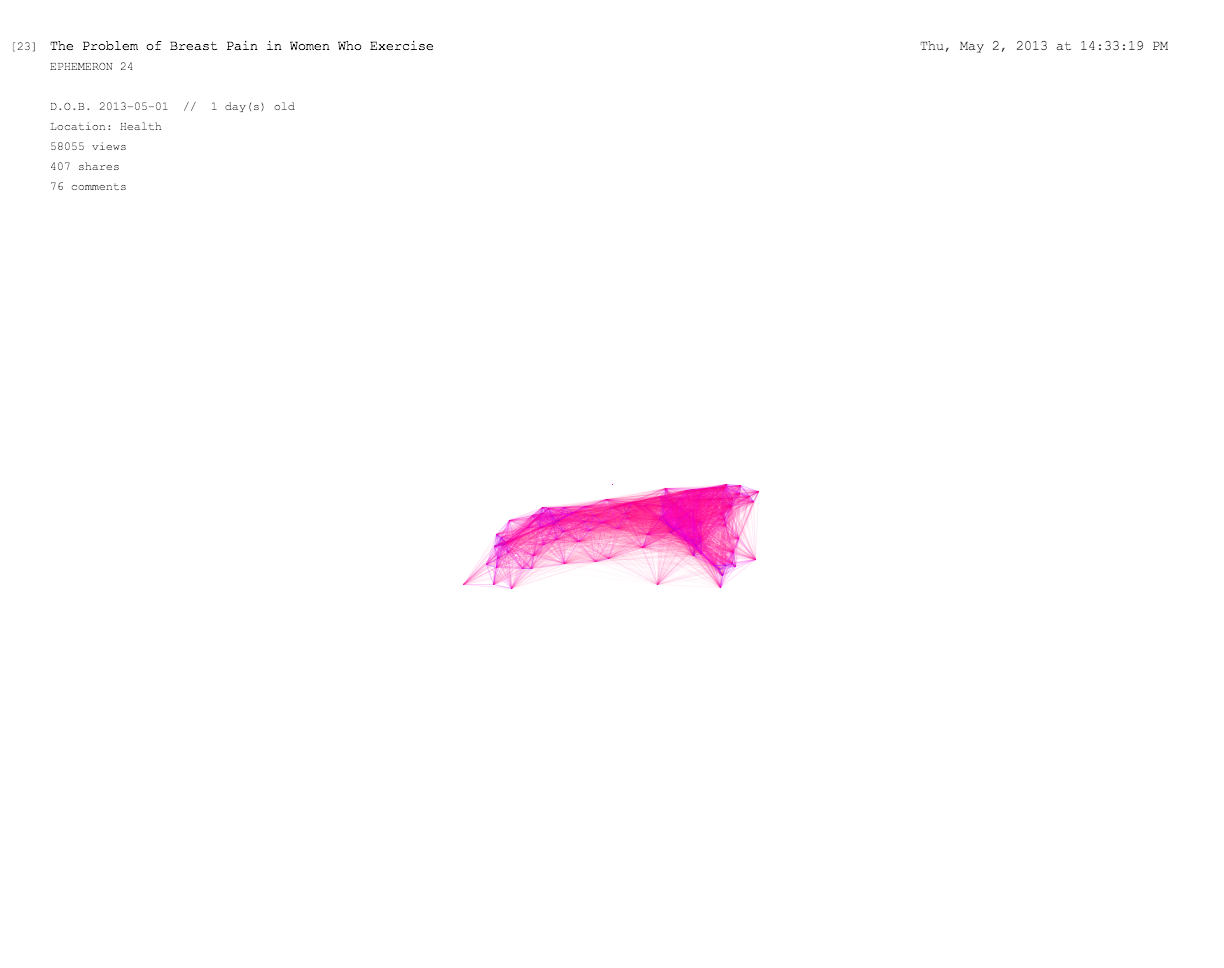 [23] The Problem of Breast Pain in Women Who Exercise
Thu, May 2, 2013 at 14:33:19 PM
EPHEMERON 24
D.O.B. 2013-05-01 // 1 day(s) old
Location: Health
58055 views
407 shares
76 comments